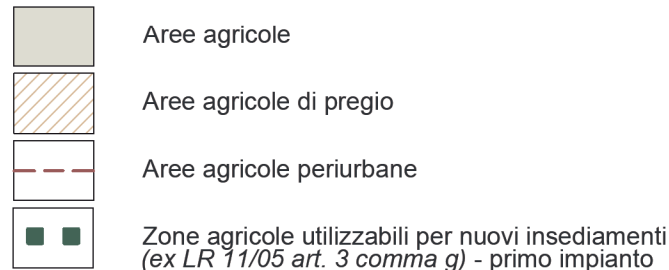 Aree agricole
Aree agricole di pregio
Aree agricole periurbane
Zone agricole utilizzabili per nuovi insediamenti
(ex LR 11/05 art. 3 comma g) - primo impianto